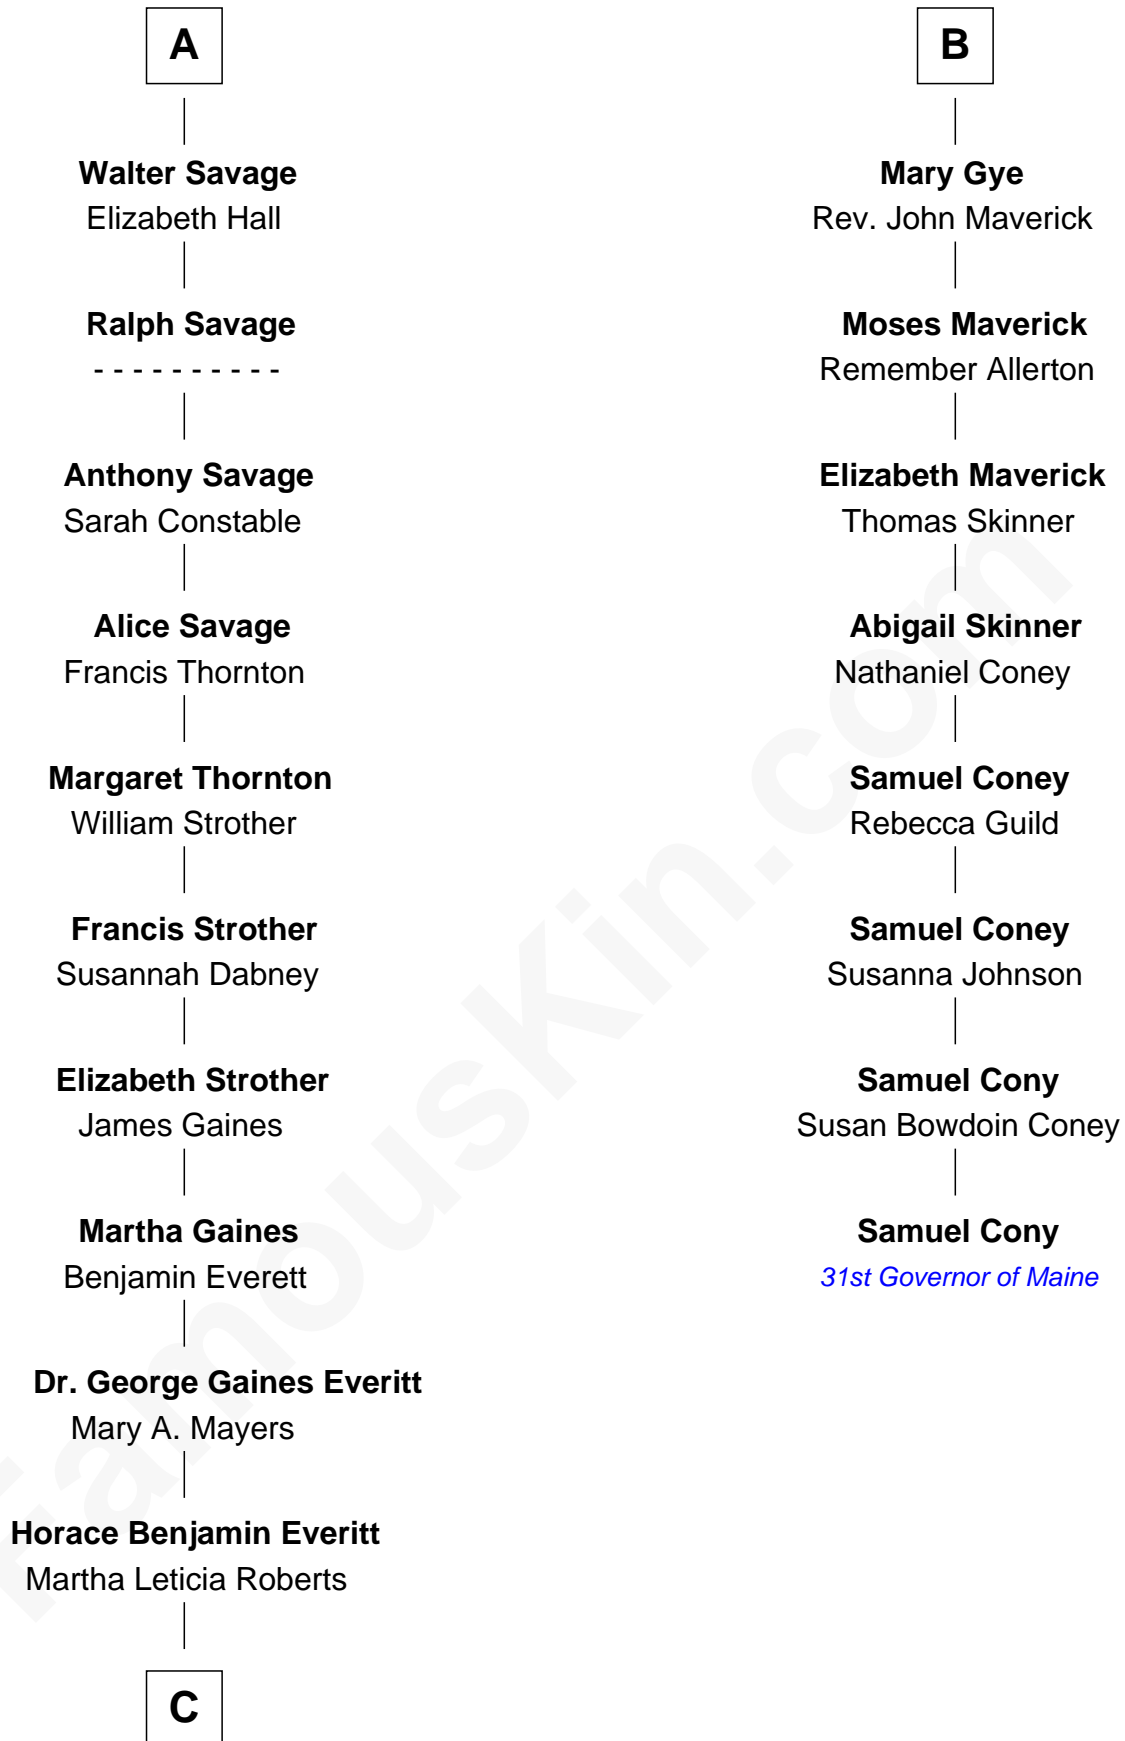 A
Walter Savage
Elizabeth Hall
Ralph Savage
- - - - - - - - - -
Anthony Savage
Sarah Constable
Alice Savage
Francis Thornton
Margaret Thornton
William Strother
Francis Strother
Susannah Dabney
Elizabeth Strother
James Gaines
Martha Gaines
Benjamin Everett
Dr. George Gaines Everitt
Mary A. Mayers
Horace Benjamin Everitt
Martha Leticia Roberts
C
B
Mary Gye
Rev. John Maverick
Moses Maverick
Remember Allerton
Elizabeth Maverick
Thomas Skinner
Abigail Skinner
Nathaniel Coney
Samuel Coney
Rebecca Guild
Samuel Coney
Susanna Johnson
Samuel Cony
Susan Bowdoin Coney
Samuel Cony
31st Governor of Maine
FamousKin.com